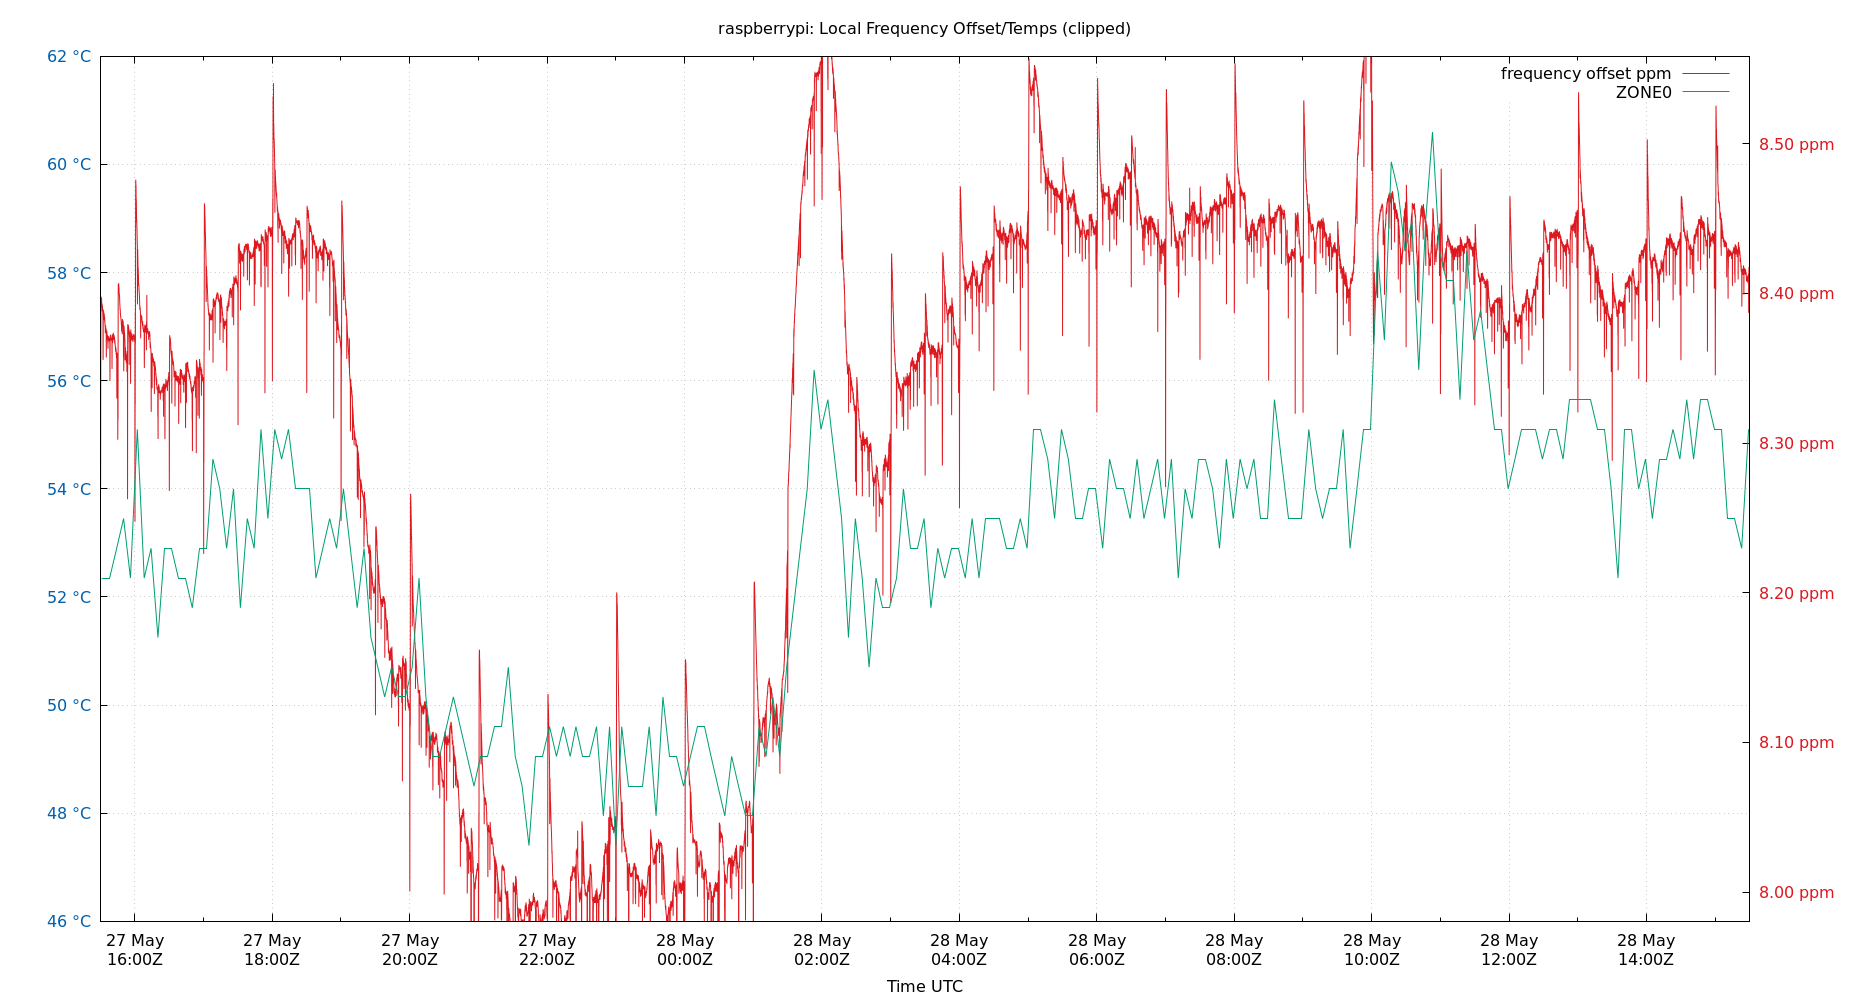 raspberrypi: Local Frequency Offset/Temps (clipped)
62 °C
60 °C
58 °C
56 °C
54 °C
52 °C
50 °C
48 °C
46 °C
frequency offset ppm
ZONE0
8.50 ppm
8.40 ppm
8.30 ppm
8.20 ppm
8.10 ppm
8.00 ppm
27 May
16:00Z
27 May
18:00Z
27 May
20:00Z
27 May
22:00Z
28 May
00:00Z
28 May
02:00Z
28 May
04:00Z
28 May
06:00Z
28 May
08:00Z
28 May
10:00Z
28 May
12:00Z
28 May
14:00Z
Time UTC